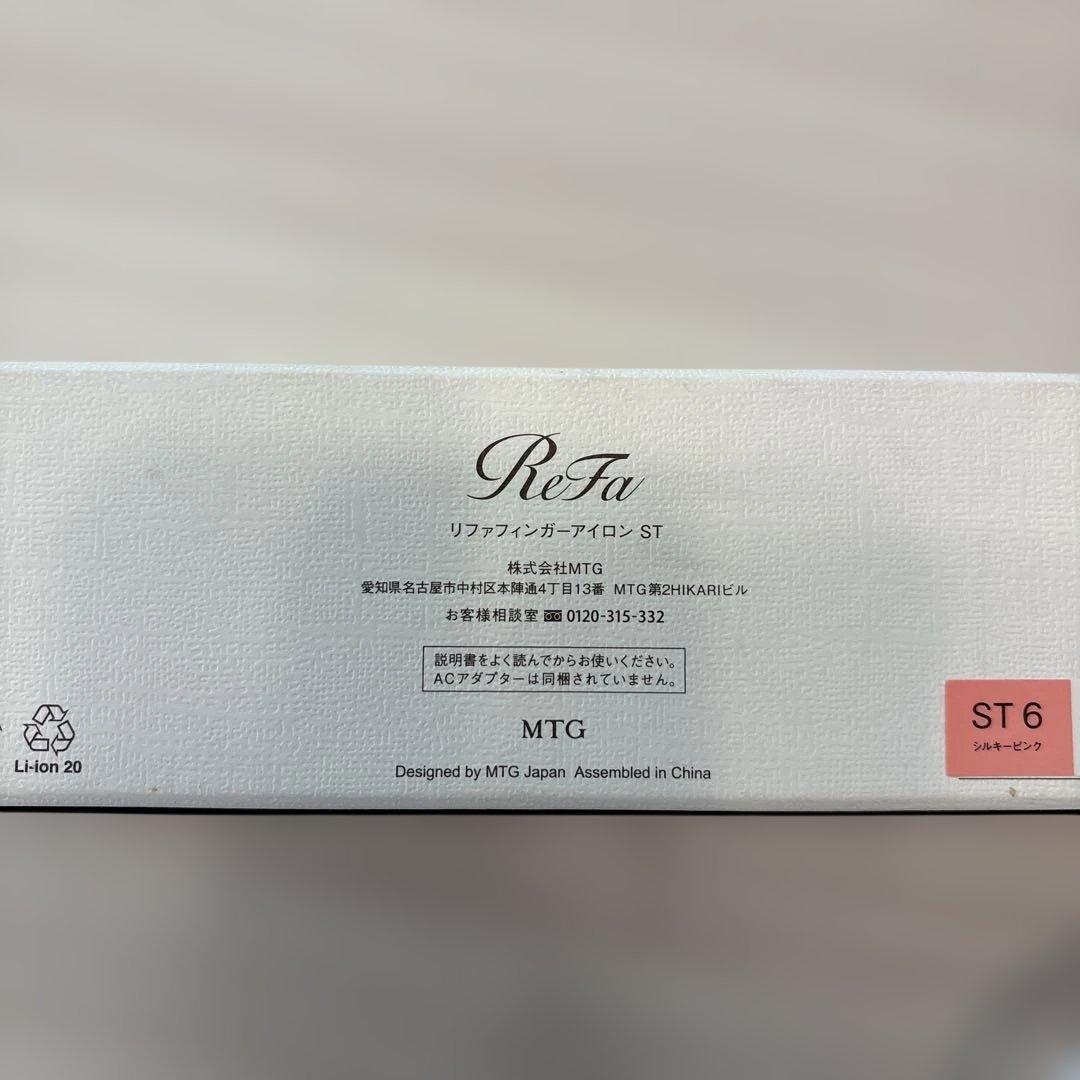 ReFa
リファフィンガーアイロン ST
株式会社MTG
愛知県名古屋市中村区本陣通4丁目13番 MTG第2HIKARIビル
お客様相談室 0120-315-332
説明書をよく読んでからお使いください。
ACアダプターは同梱されていません。
MTG
Designed by MTG Japan Assembled in China
Li-ion 20
ST 6
シルキーピンク